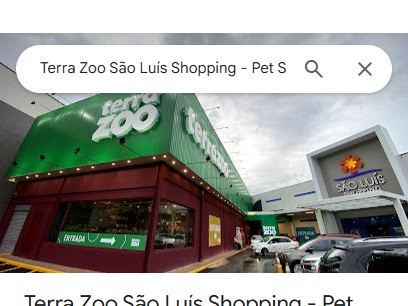 Terra Zoo São Luís Shopping - Pet S
terra
ZOO
terra zoo
SÃO LUÍS
ENTRADA
terra
ZOO
Terra Zoo São Luís Shopping - Pet